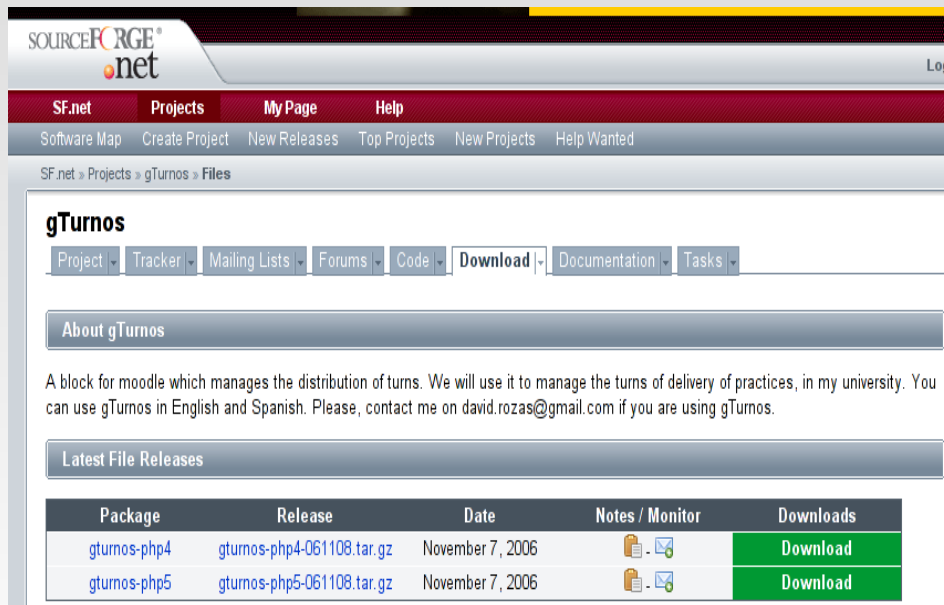 SOURCEFORGE®
.net
Log
SF.net Projects My Page Help
Software Map Create Project New Releases Top Projects New Projects Help Wanted
SF.net » Projects » gTurnos » Files
gTurnos
Project Tracker Mailing Lists Forums Code Download Documentation Tasks
About gTurnos
A block for moodle which manages the distribution of turns. We will use it to manage the turns of delivery of practices, in my university. You
can use gTurnos in English and Spanish. Please, contact me on david.rozas@gmail.com if you are using gTurnos.
Latest File Releases
Package Release Date Notes / Monitor Downloads
gturnos-php4 gturnos-php4-061108.tar.gz November 7, 2006 - Download
gturnos-php5 gturnos-php5-061108.tar.gz November 7, 2006 - Download